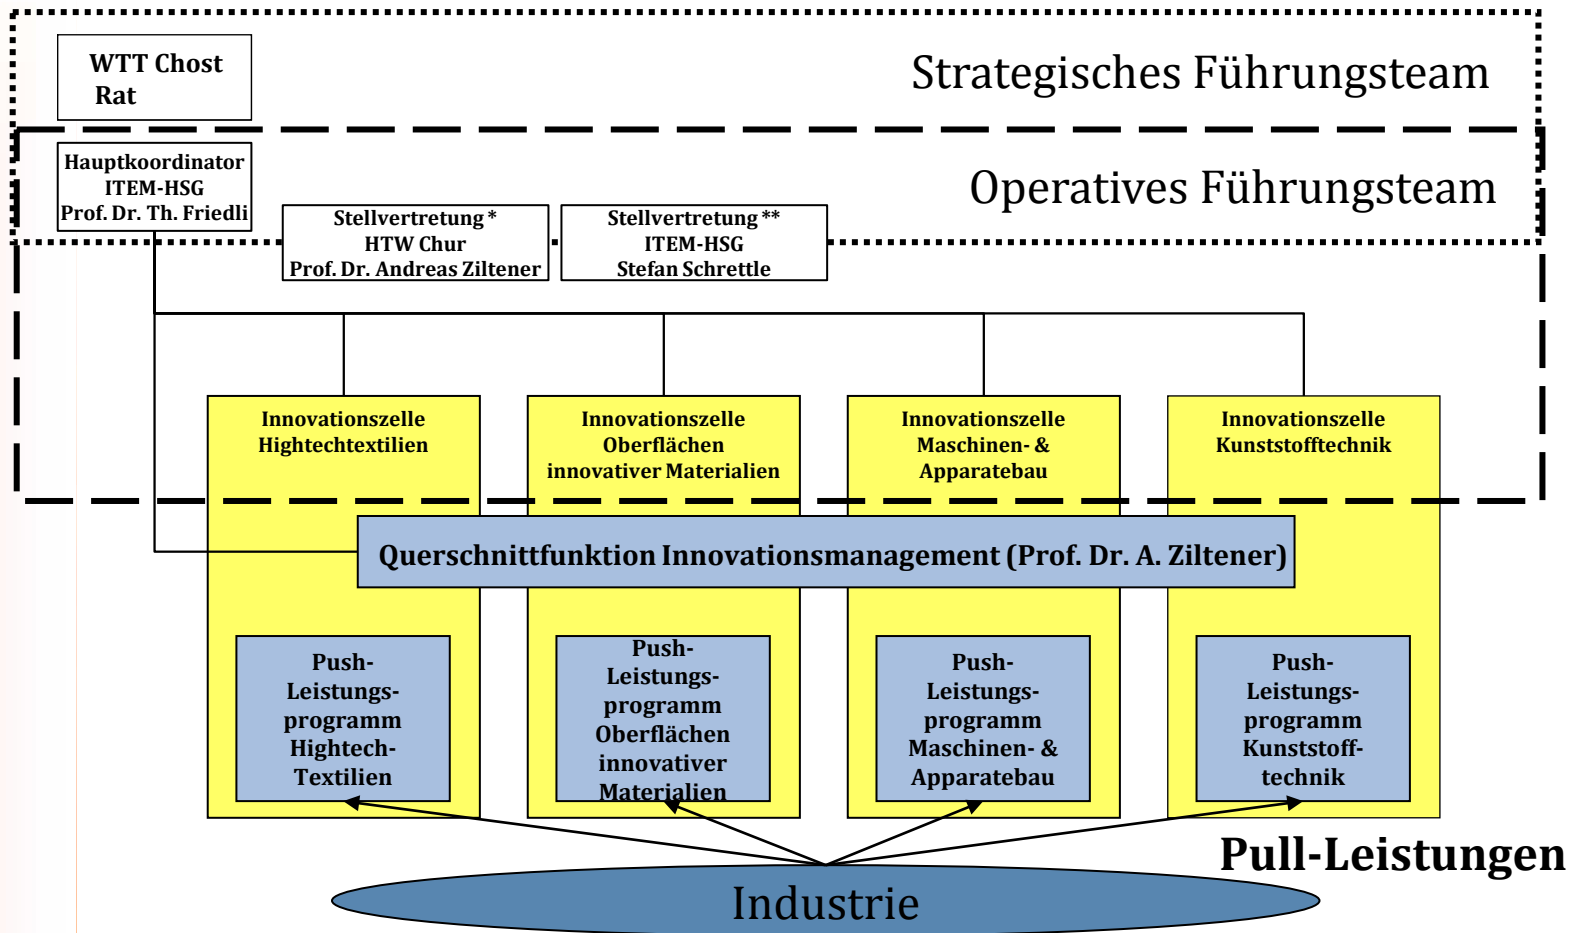 WTT Chost
Rat
Strategisches Führungsteam
Hauptkoordinator
ITEM-HSG
Prof. Dr. Th. Friedli
Operatives Führungsteam
Stellvertretung *
HTW Chur
Prof. Dr. Andreas Ziltener
Stellvertretung **
ITEM-HSG
Stefan Schrettle
Innovationszelle
Hightechtextilien
Innovationszelle
Oberflächen
innovativer Materialien
Innovationszelle
Maschinen- &
Apparatebau
Innovationszelle
Kunststofftechnik
Querschnittfunktion Innovationsmanagement (Prof. Dr. A. Ziltener)
Push-
Leistungs-
programm
Hightech-
Textilien
Push-
Leistungs-
programm
Oberflächen
innovativer
Materialien
Push-
Leistungs-
programm
Maschinen- &
Apparatebau
Push-
Leistungs-
programm
Kunststoff-
technik
Pull-Leistungen
Industrie